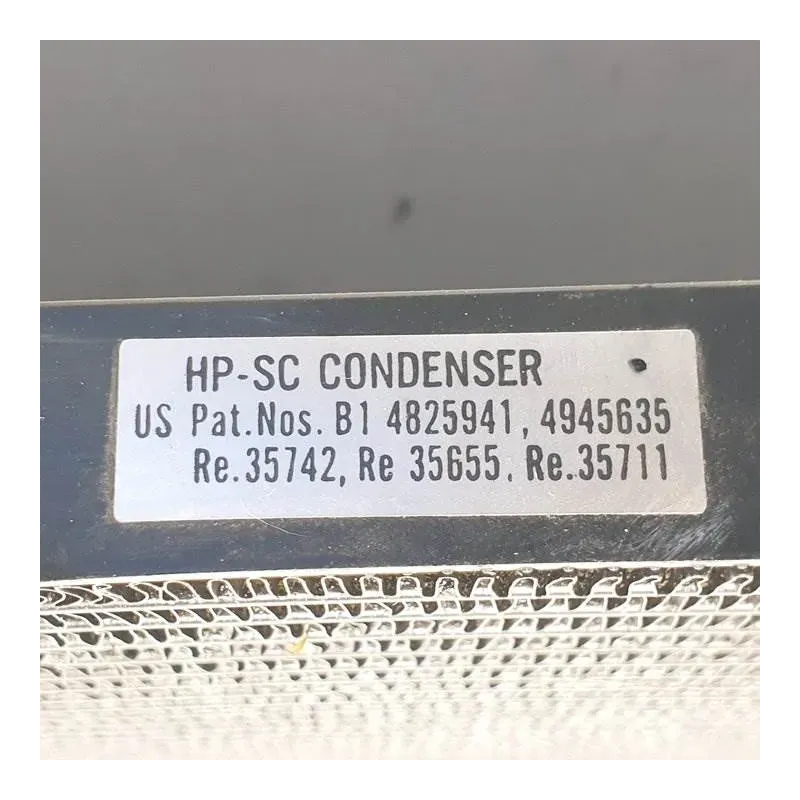 HP-SC CONDENSER
US Pat.Nos. B1 4825941, 4945635
Re.35742, Re 35655. Re.35711